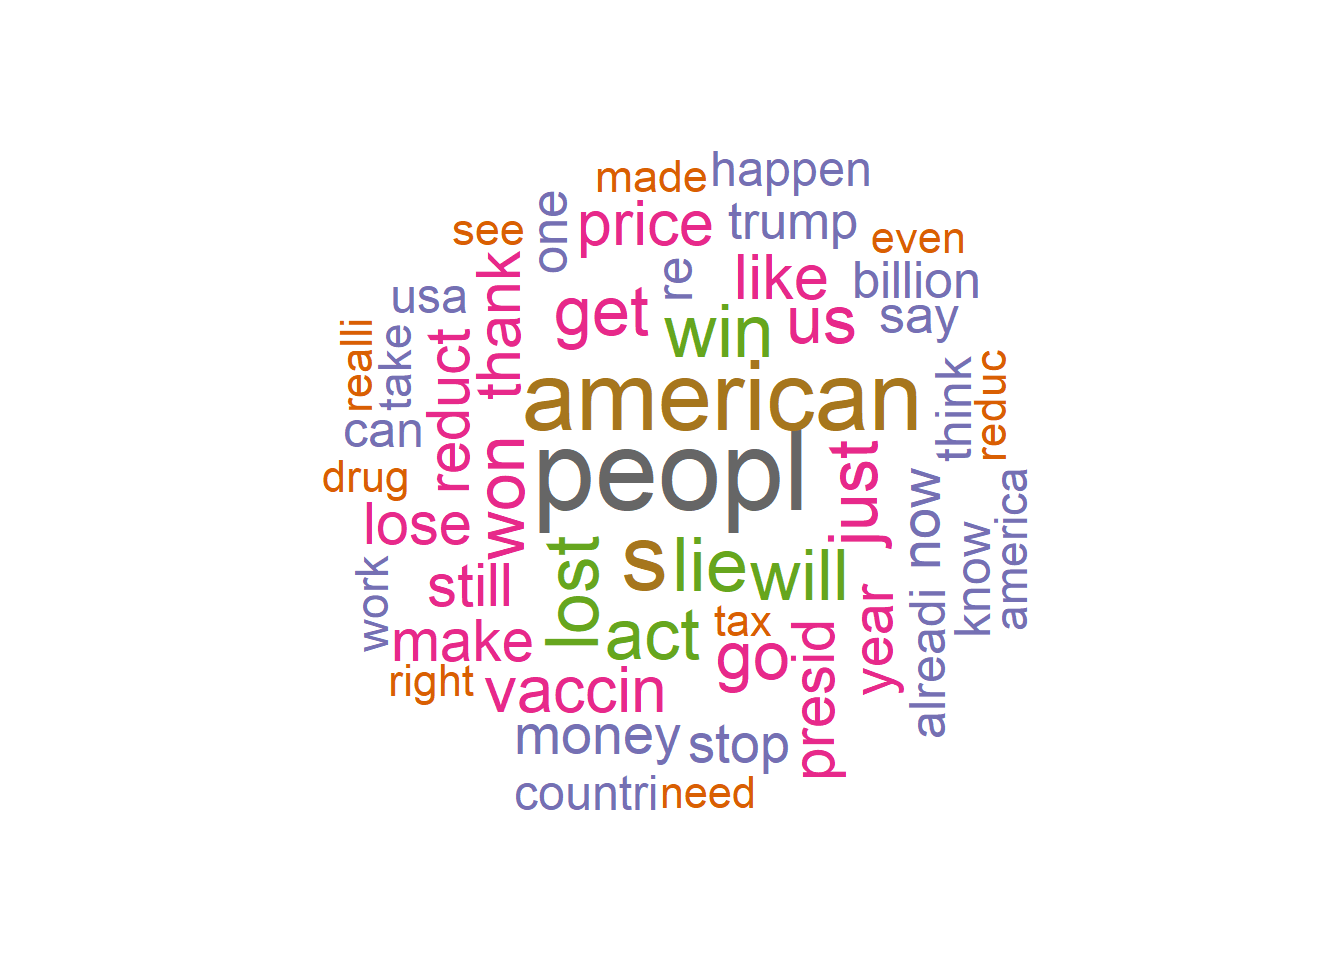 made
happen
see
one
price
trump
even
usa
thank
get
re
like
billion
win
us
say
realli
take
reduct
american
think
reduc
can
won
peopl
just
drug
lose
lost
s
lie
will
now
know
america
work
still
make
act
tax
go
presid
year
alreadi
right
vaccin
money
stop
countri
need